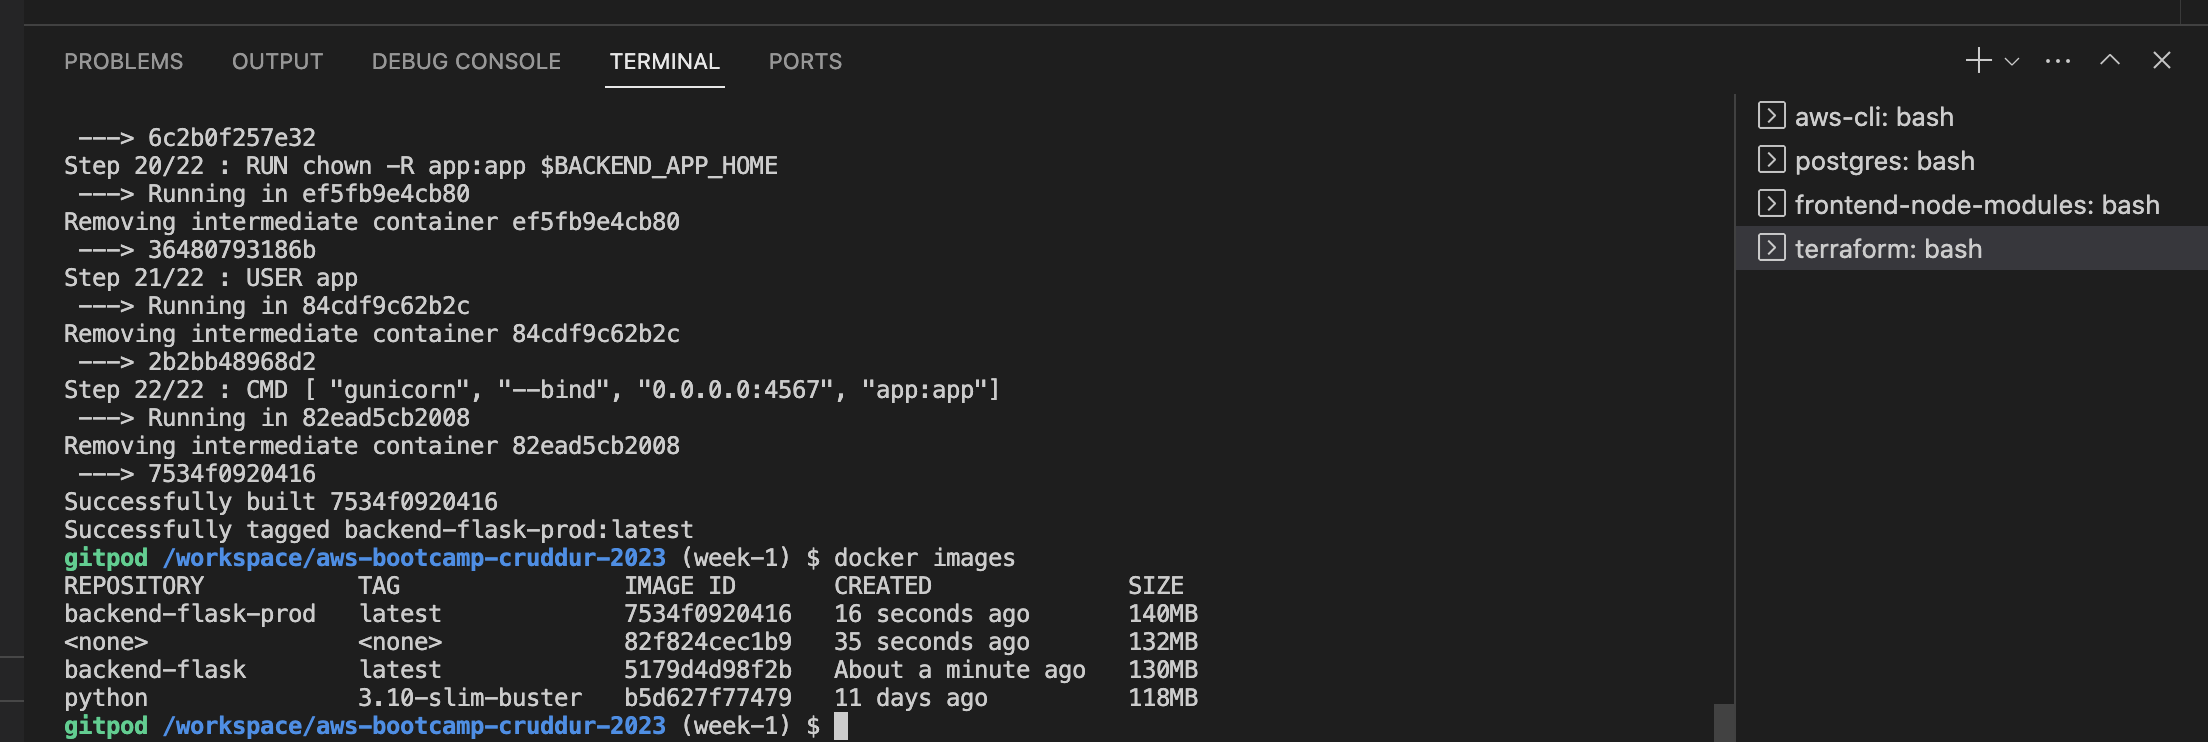 PROBLEMS OUTPUT DEBUG CONSOLE TERMINAL PORTS
 ---> 6c2b0f257e32
Step 20/22 : RUN chown -R app:app $BACKEND_APP_HOME
 ---> Running in ef5fb9e4cb80
Removing intermediate container ef5fb9e4cb80
 ---> 36480793186b
Step 21/22 : USER app
 ---> Running in 84cdf9c62b2c
Removing intermediate container 84cdf9c62b2c
 ---> 2b2bb48968d2
Step 22/22 : CMD [ "gunicorn", "--bind", "0.0.0.0:4567", "app:app"]
 ---> Running in 82ead5cb2008
Removing intermediate container 82ead5cb2008
 ---> 7534f0920416
Successfully built 7534f0920416
Successfully tagged backend-flask-prod:latest
gitpod /workspace/aws-bootcamp-cruddur-2023 (week-1) $ docker images
REPOSITORY           TAG                IMAGE ID       CREATED              SIZE
backend-flask-prod   latest             7534f0920416   16 seconds ago       140MB
<none>               <none>             82f824cec1b9   35 seconds ago       132MB
backend-flask        latest             5179d4d98f2b   About a minute ago   130MB
python               3.10-slim-buster   b5d627f77479   11 days ago          118MB
gitpod /workspace/aws-bootcamp-cruddur-2023 (week-1) $
aws-cli: bash
postgres: bash
frontend-node-modules: bash
terraform: bash